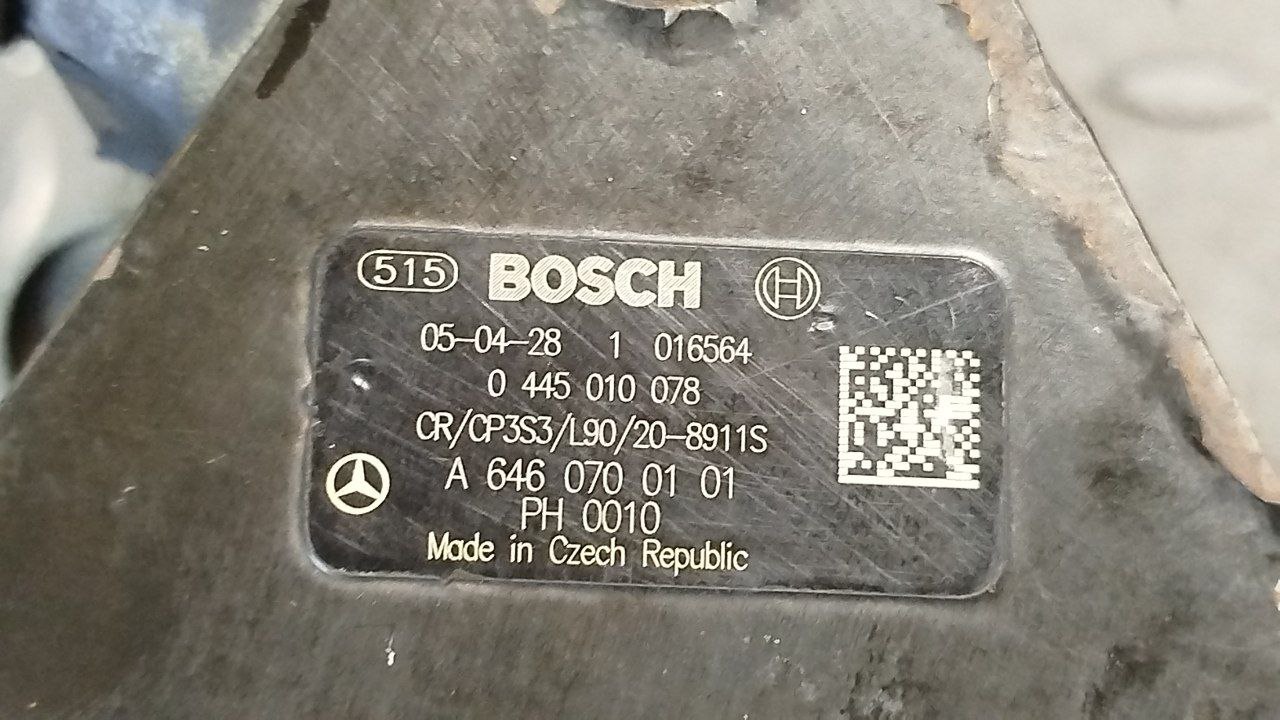 515 BOSCH
05-04-28 1 016564
0 445 010 078
CR/CP3S3/L90/20-8911S
A 646 070 01 01
PH 0010
Made in Czech Republic